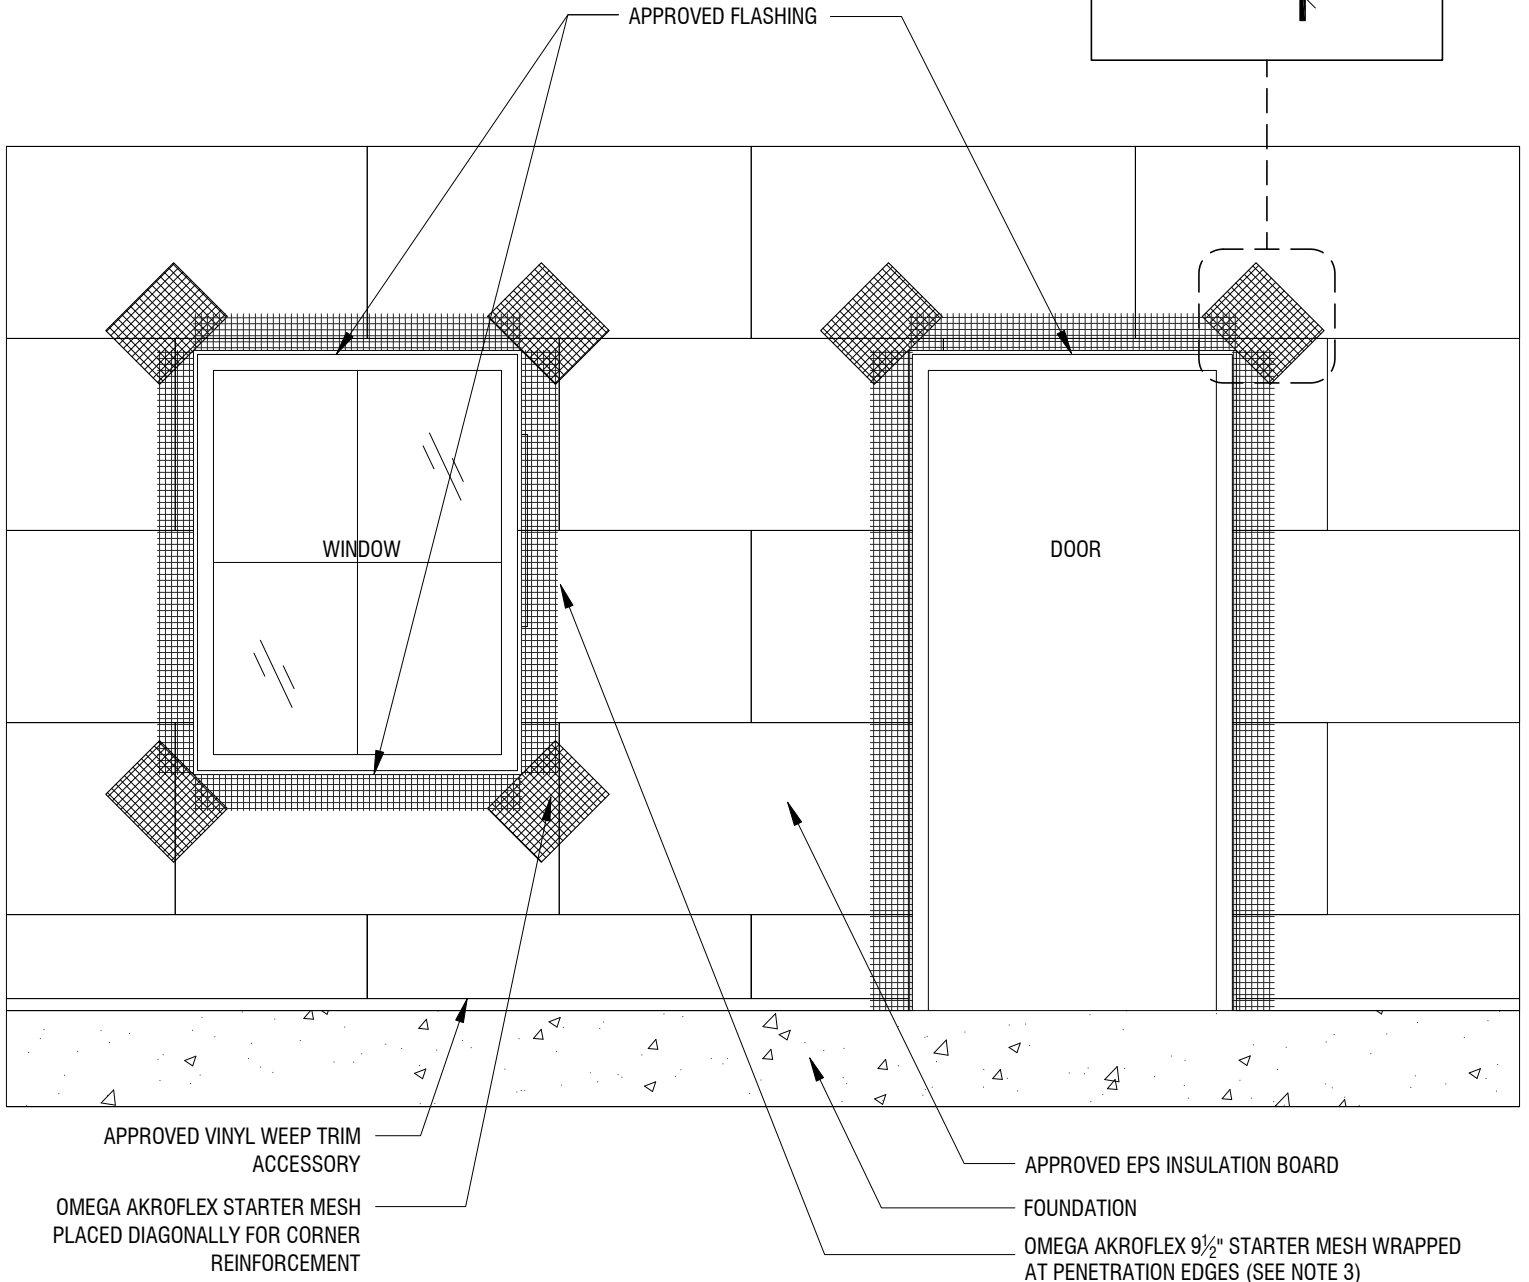 APPROVED FLASHING
WINDOW
DOOR
APPROVED VINYL WEEP TRIM
ACCESSORY
OMEGA AKROFLEX STARTER MESH
PLACED DIAGONALLY FOR CORNER
REINFORCEMENT
APPROVED EPS INSULATION BOARD
FOUNDATION
OMEGA AKROFLEX 9½" STARTER MESH WRAPPED
AT PENETRATION EDGES (SEE NOTE 3)